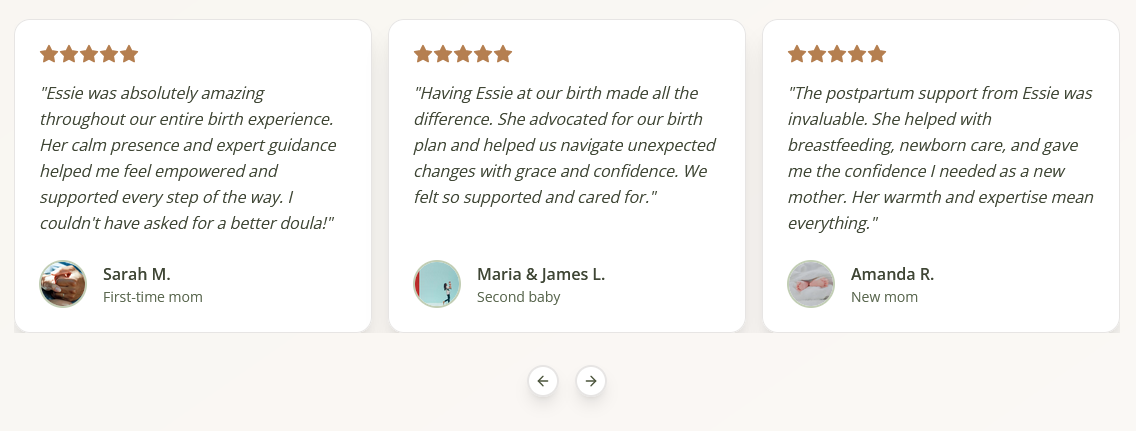 "Essie was absolutely amazing
throughout our entire birth experience.
Her calm presence and expert guidance
helped me feel empowered and
supported every step of the way. I
couldn't have asked for a better doula!"
Sarah M.
First-time mom
"Having Essie at our birth made all the
difference. She advocated for our birth
plan and helped us navigate unexpected
changes with grace and confidence. We
felt so supported and cared for."
Maria & James L.
Second baby
"The postpartum support from Essie was
invaluable. She helped with
breastfeeding, newborn care, and gave
me the confidence I needed as a new
mother. Her warmth and expertise mean
everything."
Amanda R.
New mom